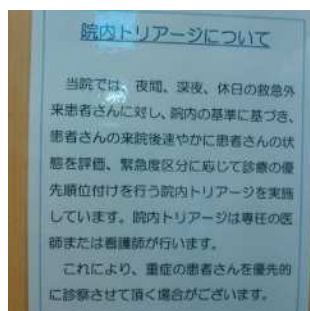 院内トリアージについて
当院では、夜間、深夜、休日の救急外
来患者さんに対し、院内の基準に基づき、
患者さんの来院後速やかに患者さんの状
態を評価、緊急度区分に応じて診療の優
先順位付けを行う院内トリアージを実施
しています。院内トリアージは専任の医
師または看護師が行います。
これにより、重症の患者さんを優先的
に診察させて頂く場合がございます。